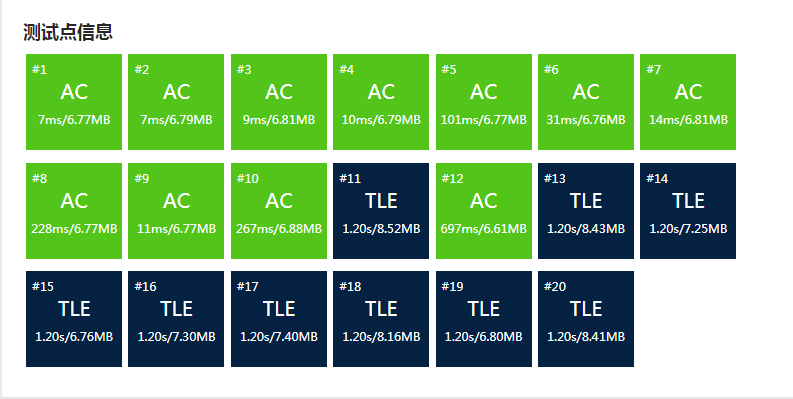 测试点信息
#1 #2 #3 #4 #5 #6 #7
AC AC AC AC AC AC AC
7ms/6.77MB 7ms/6.79MB 9ms/6.81MB 10ms/6.79MB 101ms/6.77MB 31ms/6.76MB 14ms/6.81MB
#8 #9 #10 #11 #12 #13 #14
AC AC AC TLE AC TLE TLE
228ms/6.77MB 11ms/6.77MB 267ms/6.88MB 1.20s/8.52MB 697ms/6.61MB 1.20s/8.43MB 1.20s/7.25MB
#15 #16 #17 #18 #19 #20
TLE TLE TLE TLE TLE TLE
1.20s/6.76MB 1.20s/7.30MB 1.20s/7.40MB 1.20s/8.16MB 1.20s/6.80MB 1.20s/8.41MB